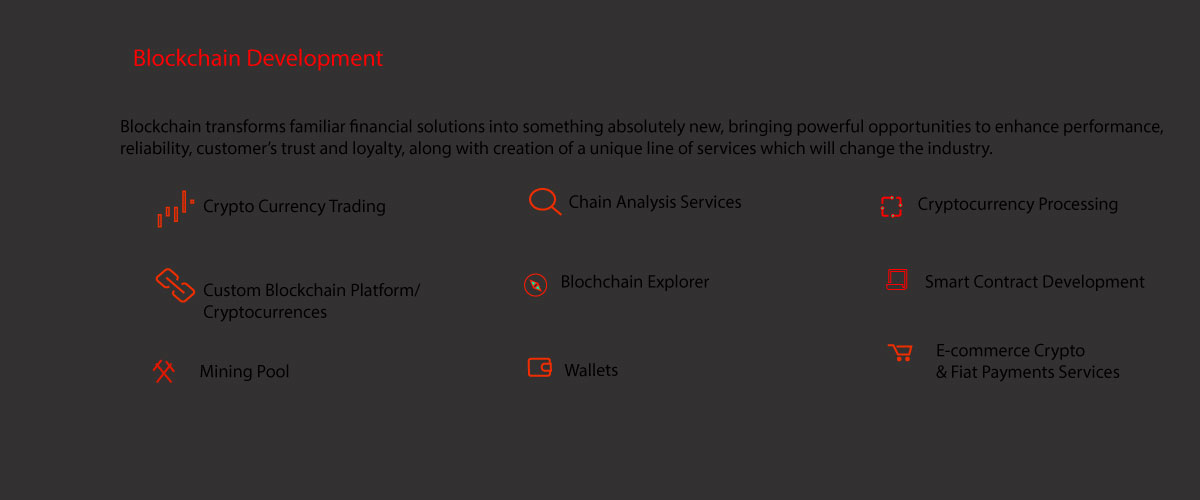 Blockchain Development
Blockchain transforms familiar financial solutions into something absolutely new, bringing powerful opportunities to enhance performance,
reliability, customer’s trust and loyalty, along with creation of a unique line of services which will change the industry.
Crypto Currency Trading
Chain Analysis Services
Cryptocurrency Processing
Custom Blockchain Platform/
Cryptocurrences
Blochchain Explorer
Smart Contract Development
Mining Pool
Wallets
E-commerce Crypto
& Fiat Payments Services